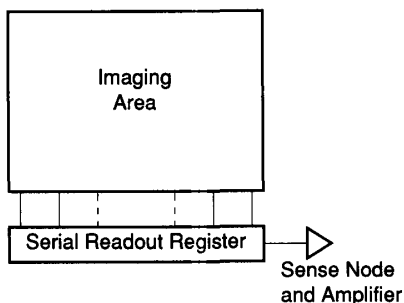 Imaging
Area
Serial Readout Register
Sense Node
and Amplifier